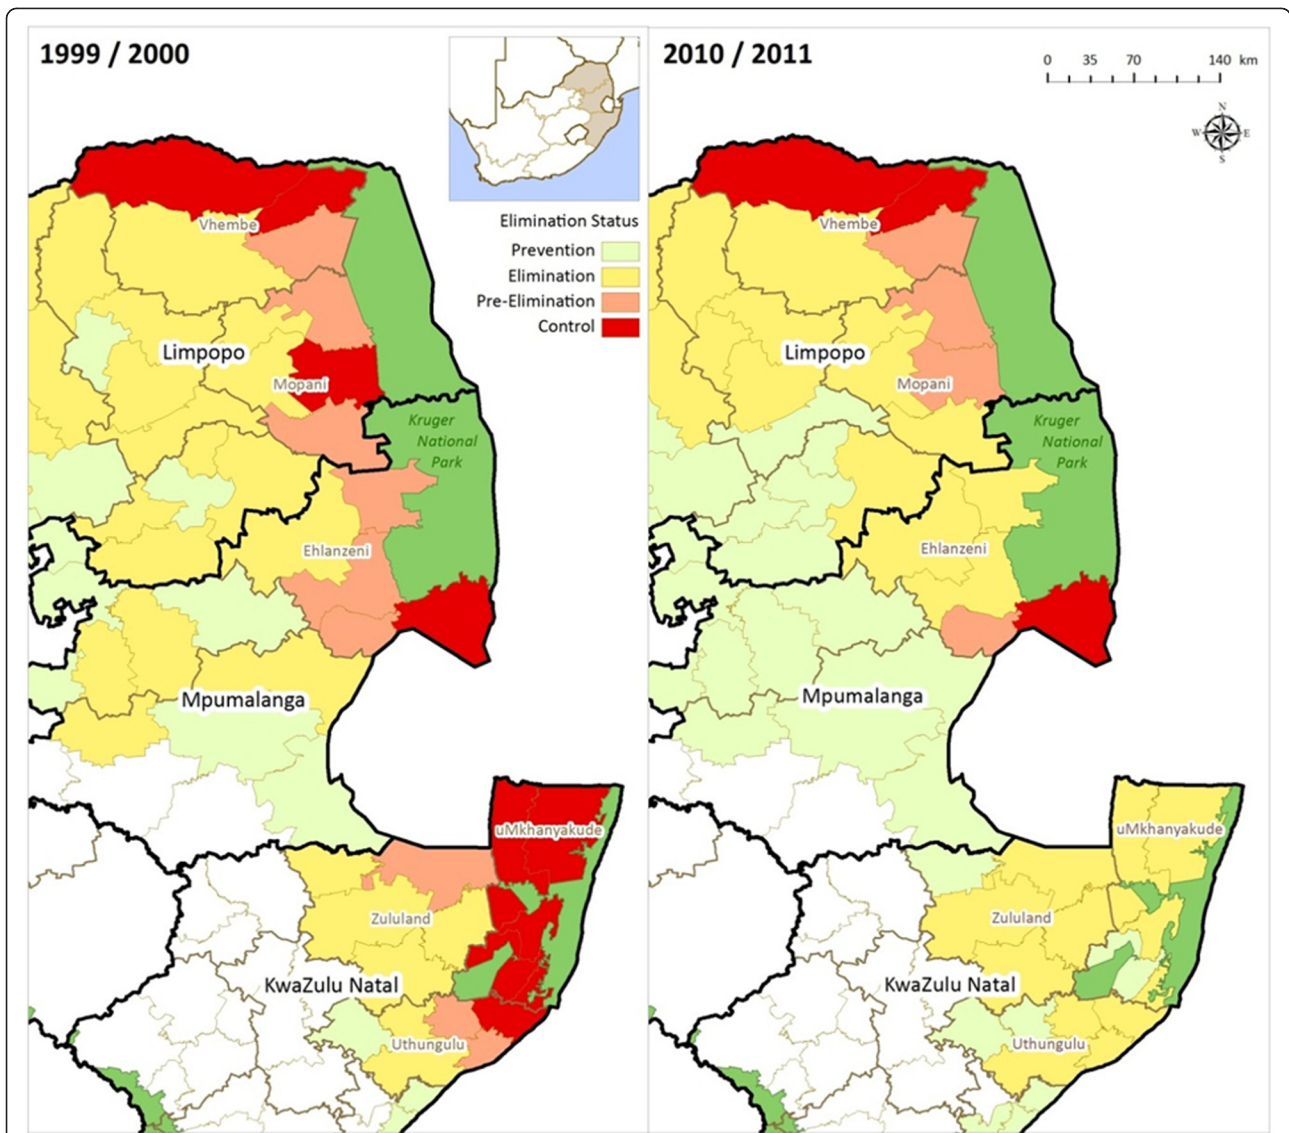 1999 / 2000
2010 / 2011
0 35 70 140 km
N
W E
S
Elimination Status
Prevention
Elimination
Pre-Elimination
Control
Vhembe
Limpopo
Mopani
Kruger
National
Park
Ehlanzeni
Mpumalanga
uMkhanyakude
Zululand
KwaZulu Natal
Uthungulu
Vhembe
Limpopo
Mopani
Kruger
National
Park
Ehlanzeni
Mpumalanga
uMkhanyakude
Zululand
KwaZulu Natal
Uthungulu